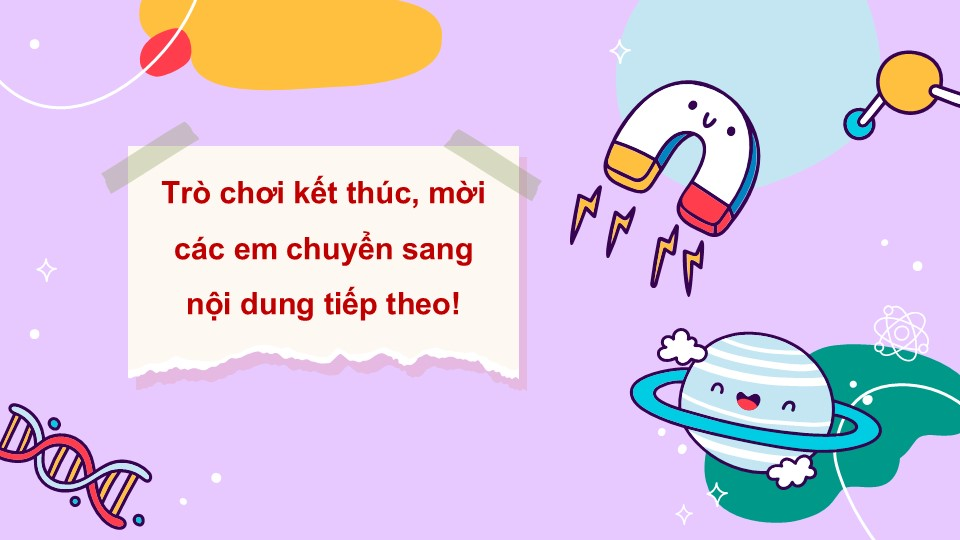 Trò chơi kết thúc, mời
các em chuyển sang
nội dung tiếp theo!